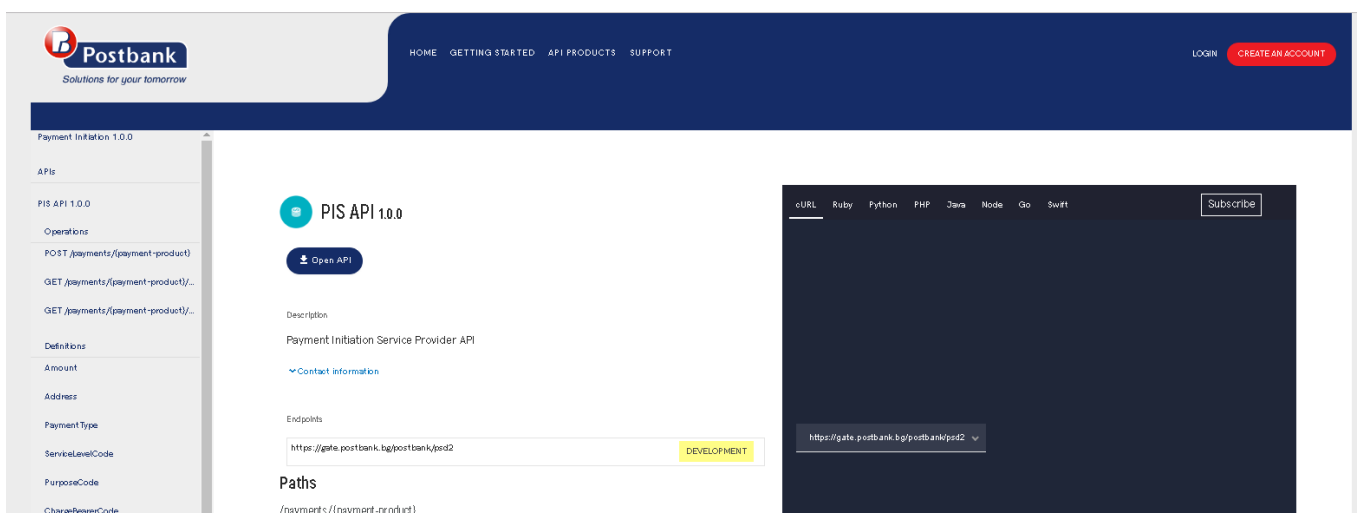 Postbank
Solutions for your tomorrow
HOME GETTING STARTED API PRODUCTS SUPPORT
LOGIN CREATE AN ACCOUNT
Payment Initiation 1.0.0
APIs
PIS API 1.0.0
Operations
POST /payments/{payment-product}
GET /payments/{payment-product}/...
GET /payments/{payment-product}/...
Definitions
Amount
Address
PaymentType
ServiceLevelCode
PurposeCode
ChargeBearerCode
PIS API 1.0.0
Open API
Description
Payment Initiation Service Provider API
Contact information
Endpoints
https://gate.postbank.bg/postbank/psd2 DEVELOPMENT
Paths
/payments/{payment-product}
cURL Ruby Python PHP Java Node Go Swift Subscribe
https://gate.postbank.bg/postbank/psd2